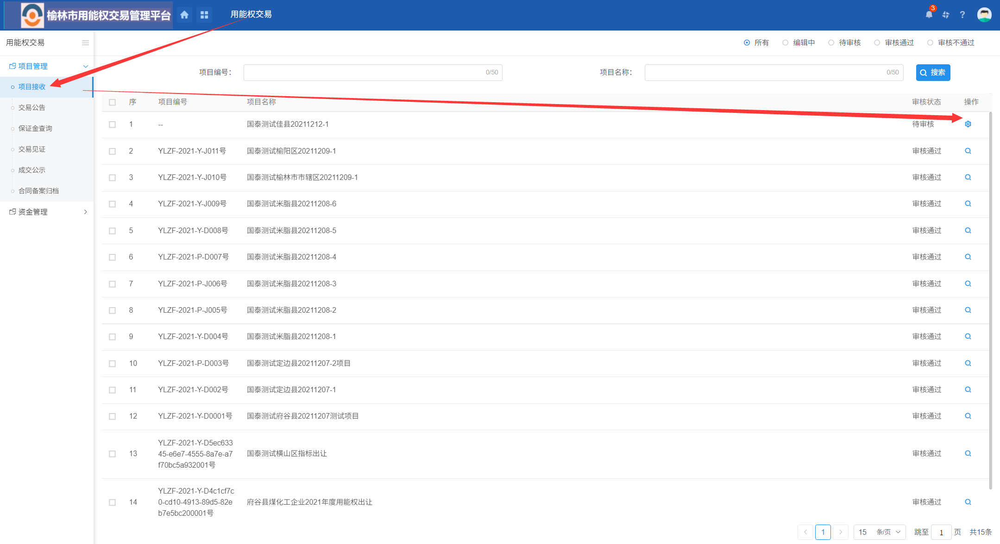 榆林市用能权交易管理平台
用能权交易
3
?
用能权交易
所有 编辑中 待审核 审核通过 审核不通过
项目管理
项目接收
交易公告
保证金查询
交易见证
成交公示
合同备案归档
资金管理
项目编号: 0/50 项目名称: 0/50 搜索
序 项目编号 项目名称 审核状态 操作
1 -- 国泰测试佳县20211212-1 待审核
2 YLZF-2021-Y-J011号 国泰测试榆阳区20211209-1 审核通过
3 YLZF-2021-Y-J010号 国泰测试榆林市市辖区20211209-1 审核通过
4 YLZF-2021-Y-J009号 国泰测试米脂县20211208-6 审核通过
5 YLZF-2021-Y-D008号 国泰测试米脂县20211208-5 审核通过
6 YLZF-2021-P-D007号 国泰测试米脂县20211208-4 审核通过
7 YLZF-2021-P-J006号 国泰测试米脂县20211208-3 审核通过
8 YLZF-2021-P-J005号 国泰测试米脂县20211208-2 审核通过
9 YLZF-2021-Y-D004号 国泰测试米脂县20211208-1 审核通过
10 YLZF-2021-P-D003号 国泰测试定边县20211207-2项目 审核通过
11 YLZF-2021-Y-D002号 国泰测试定边县20211207-1 审核通过
12 YLZF-2021-Y-D0001号 国泰测试府谷县20211207测试项目 审核通过
YLZF-2021-Y-D5ec633
13 45-e6e7-4555-8a7e-a7 国泰测试横山区指标出让 审核通过
f70bc5a932001号
YLZF-2021-Y-D4c1cf7c
14 0-cd10-4913-89d5-82e 府谷县煤化工企业2021年度用能权出让 审核通过
b7e5bc200001号
1 15 条/页 跳至 1 页 共15条